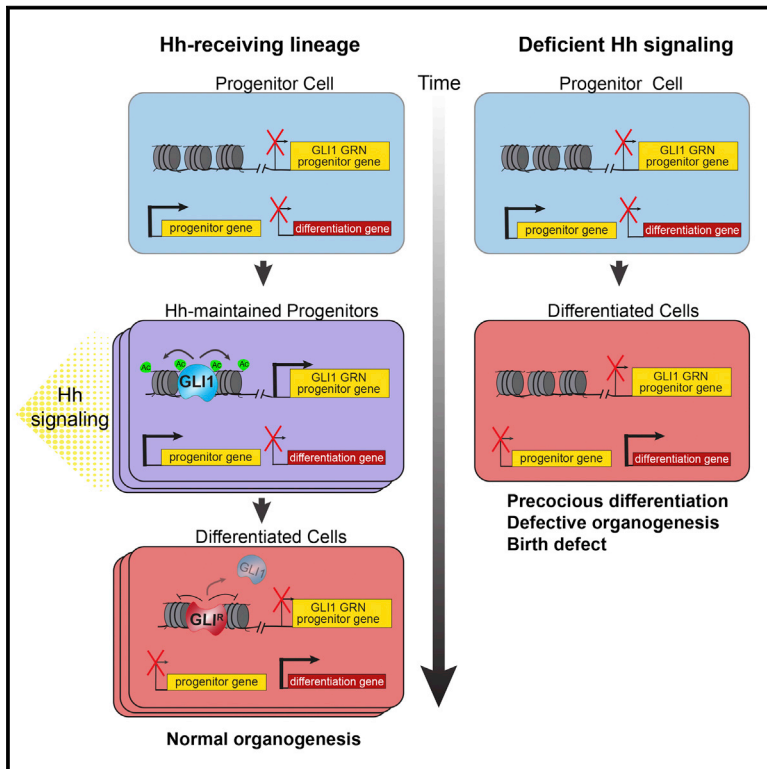 Hh-receiving lineage
Progenitor Cell
GLI1 GRN
progenitor gene
progenitor gene
differentiation gene
Hh-maintained Progenitors
Hh
signaling
Ac
Ac
Ac
Ac
GLI1
GLI1 GRN
progenitor gene
progenitor gene
differentiation gene
Differentiated Cells
GLI1
GLIᴿ
GLI1 GRN
progenitor gene
progenitor gene
differentiation gene
Normal organogenesis
Time
Deficient Hh signaling
Progenitor Cell
GLI1 GRN
progenitor gene
progenitor gene
differentiation gene
Differentiated Cells
GLI1 GRN
progenitor gene
progenitor gene
differentiation gene
Precocious differentiation
Defective organogenesis
Birth defect